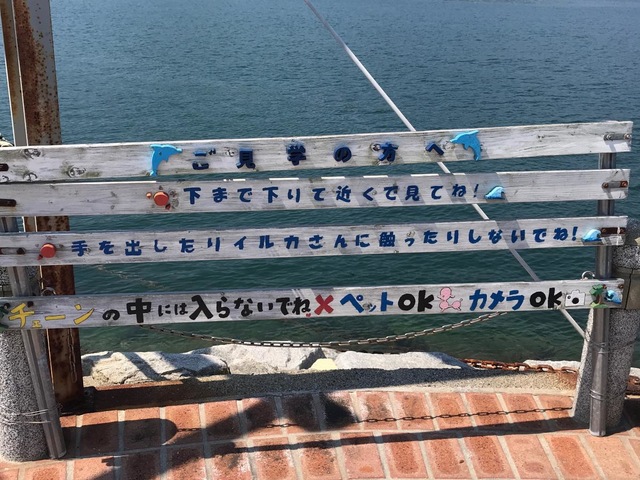 ご見学の方へ
下まで下りて近くで見てね!
手を出したりイルカさんに触ったりしないでね!
チェーンの中には入らないでね。✗ペットOK カメラOK.